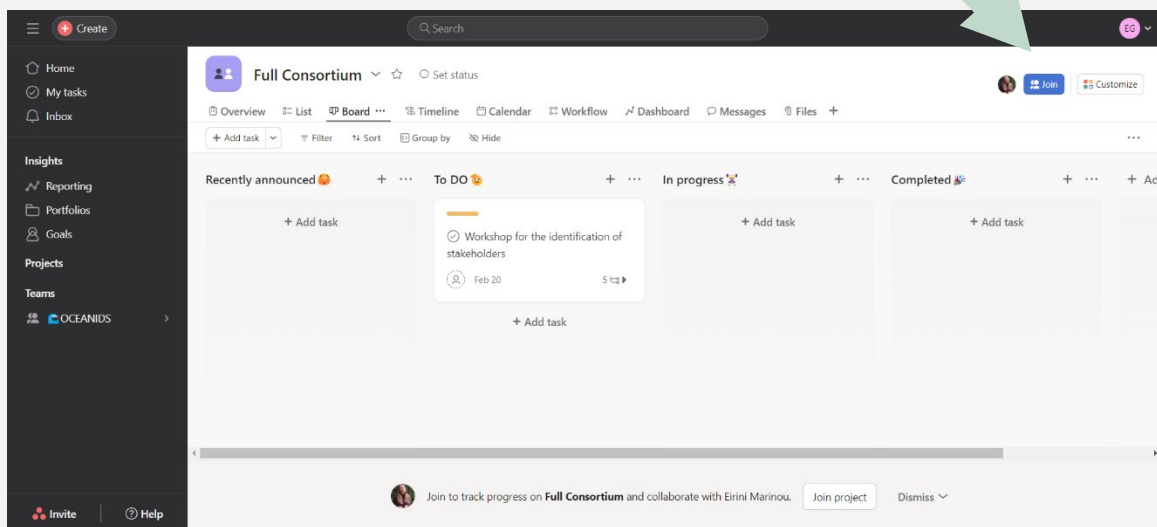 Create
Search
EG
Home
My tasks
Inbox
Insights
Reporting
Portfolios
Goals
Projects
Teams
OCEANIDS
Invite
Help
Full Consortium
Set status
Join
Customize
Overview List Board Timeline Calendar Workflow Dashboard Messages Files +
+ Add task Filter Sort Group by Hide
Recently announced + ... To DO + ... In progress + ... Completed + ... +
+ Add task
Workshop for the identification of
stakeholders
Feb 20 5
+ Add task
+ Add task
+ Add task
Join to track progress on Full Consortium and collaborate with Eirini Marinou. Join project Dismiss